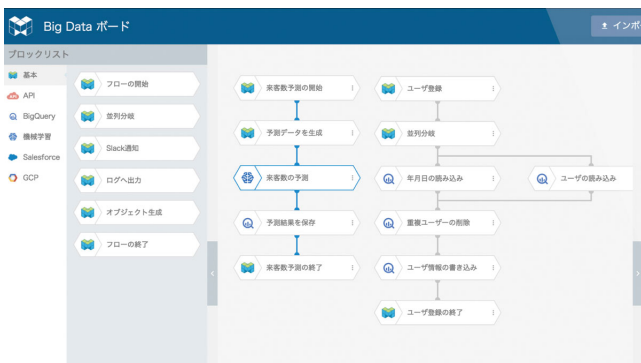 Big Data ボード
インポ
ブロックリスト
基本
API
BigQuery
機械学習
Salesforce
GCP
フローの開始
並列分岐
Slack通知
ログへ出力
オブジェクト生成
フローの終了
来客数予測の開始
予測データを生成
来客数の予測
予測結果を保存
来客数予測の終了
ユーザ登録
並列分岐
年月日の読み込み
ユーザの読み込み
重複ユーザーの削除
ユーザ情報の書き込み
ユーザ登録の終了